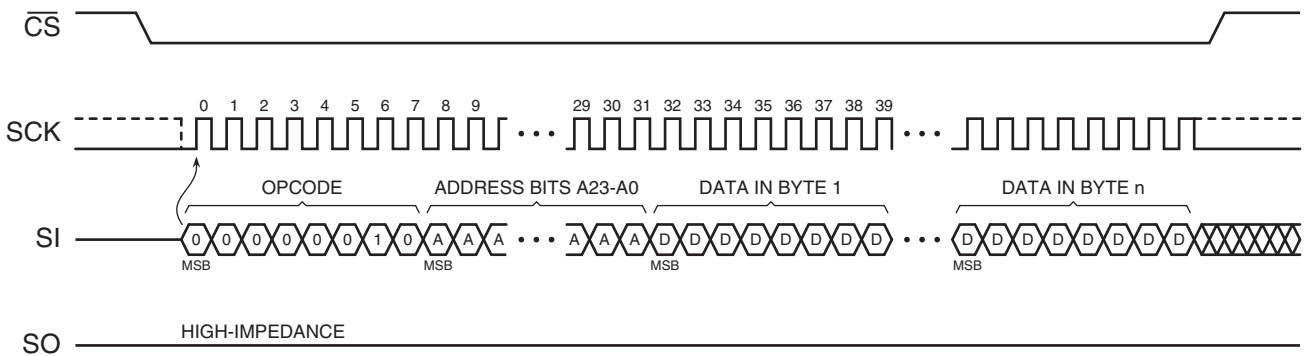 CS
0 1 2 3 4 5 6 7 8 9 29 30 31 32 33 34 35 36 37 38 39
SCK
OPCODE ADDRESS BITS A23-A0 DATA IN BYTE 1 DATA IN BYTE n
SI 0 0 0 0 0 0 1 0 A A A A A A D D D D D D D D D D D D D D D D
MSB MSB MSB MSB
HIGH-IMPEDANCE
SO